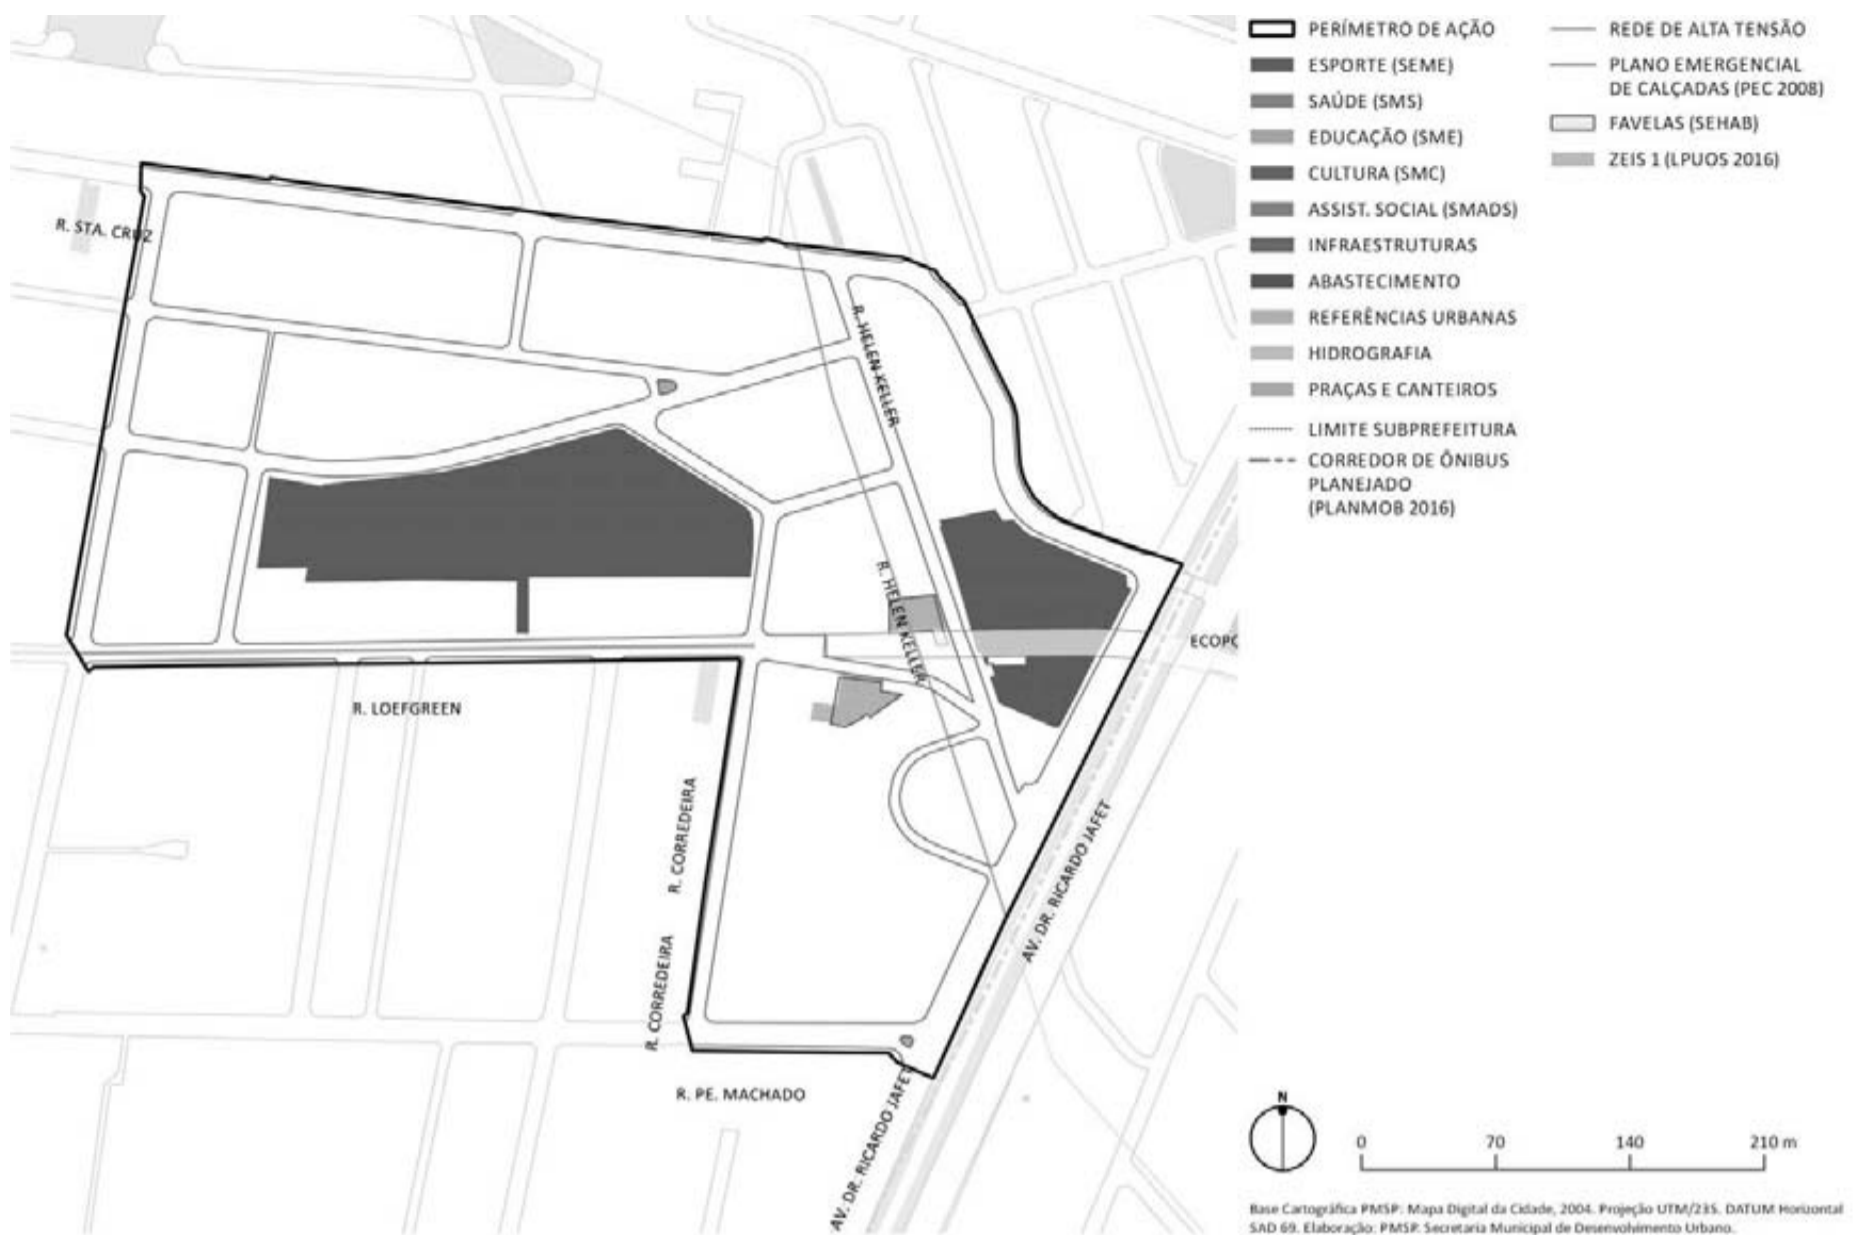 R. STA. CRUZ
R. HELEN KELLER
R. HELEN KELLER
ECOPO
R. LOEFGREEN
R. CORREDEIRA
R. CORREDEIRA
AV. DR. RICARDO JAFET
R. PE. MACHADO
AV. DR. RICARDO JAFET
PERÍMETRO DE AÇÃO
ESPORTE (SEME)
SAÚDE (SMS)
EDUCAÇÃO (SME)
CULTURA (SMC)
ASSIST. SOCIAL (SMADS)
INFRAESTRUTURAS
ABASTECIMENTO
REFERÊNCIAS URBANAS
HIDROGRAFIA
PRAÇAS E CANTEIROS
LIMITE SUBPREFEITURA
CORREDOR DE ÔNIBUS
PLANEJADO
(PLANMOB 2016)
REDE DE ALTA TENSÃO
PLANO EMERGENCIAL
DE CALÇADAS (PEC 2008)
FAVELAS (SEHAB)
ZEIS 1 (LPUOS 2016)
N
0 70 140 210 m
Base Cartográfica PMSP: Mapa Digital da Cidade, 2004. Projeção UTM/23S. DATUM Horizontal
SAD 69. Elaboração: PMSP. Secretaria Municipal de Desenvolvimento Urbano.